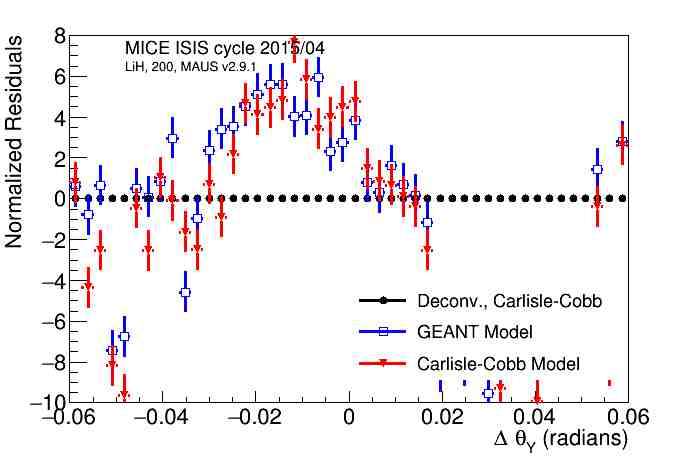 MICE ISIS cycle 2015/04
LiH, 200, MAUS v2.9.1
Normalized Residuals
8
6
4
2
0
−2
−4
−6
−8
−10
Deconv., Carlisle-Cobb
GEANT Model
Carlisle-Cobb Model
−0.06 −0.04 −0.02 0 0.02 0.04 0.06
Δ θY (radians)